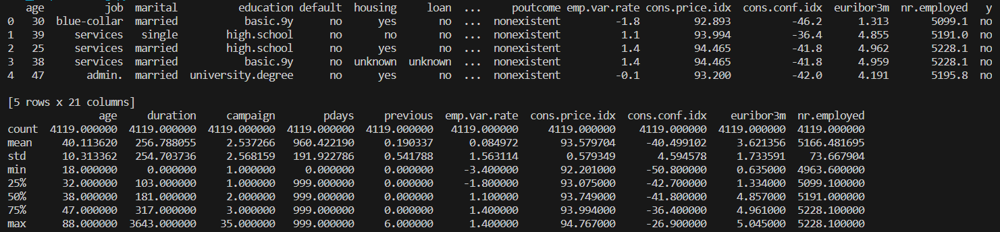 age job marital education default housing loan ... poutcome emp.var.rate cons.price.idx cons.conf.idx euribor3m nr.employed y
0 30 blue-collar married basic.9y no yes no ... nonexistent -1.8 92.893 -46.2 1.313 5099.1 no
1 39 services single high.school no no no ... nonexistent 1.1 93.994 -36.4 4.855 5191.0 no
2 25 services married high.school no yes no ... nonexistent 1.4 94.465 -41.8 4.962 5228.1 no
3 38 services married basic.9y no unknown unknown ... nonexistent 1.4 94.465 -41.8 4.959 5228.1 no
4 47 admin. married university.degree no yes no ... nonexistent -0.1 93.200 -42.0 4.191 5195.8 no
[5 rows x 21 columns]
age duration campaign pdays previous emp.var.rate cons.price.idx cons.conf.idx euribor3m nr.employed
count 4119.000000 4119.000000 4119.000000 4119.000000 4119.000000 4119.000000 4119.000000 4119.000000 4119.000000 4119.000000
mean 40.113620 256.788055 2.537266 960.422190 0.190337 0.084972 93.579704 -40.499102 3.621356 5166.481695
std 10.313362 254.703736 2.568159 191.922786 0.541788 1.563114 0.579349 4.594578 1.733591 73.667904
min 18.000000 0.000000 1.000000 0.000000 0.000000 -3.400000 92.201000 -50.800000 0.635000 4963.600000
25% 32.000000 103.000000 1.000000 999.000000 0.000000 -1.800000 93.075000 -42.700000 1.334000 5099.100000
50% 38.000000 181.000000 2.000000 999.000000 0.000000 1.100000 93.749000 -41.800000 4.857000 5191.000000
75% 47.000000 317.000000 3.000000 999.000000 0.000000 1.400000 93.994000 -36.400000 4.961000 5228.100000
max 88.000000 3643.000000 35.000000 999.000000 6.000000 1.400000 94.767000 -26.900000 5.045000 5228.100000